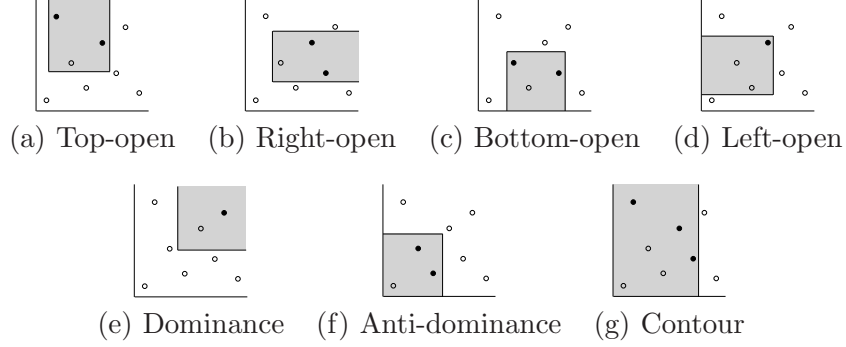 (a) Top-open (b) Right-open (c) Bottom-open (d) Left-open
(e) Dominance (f) Anti-dominance (g) Contour